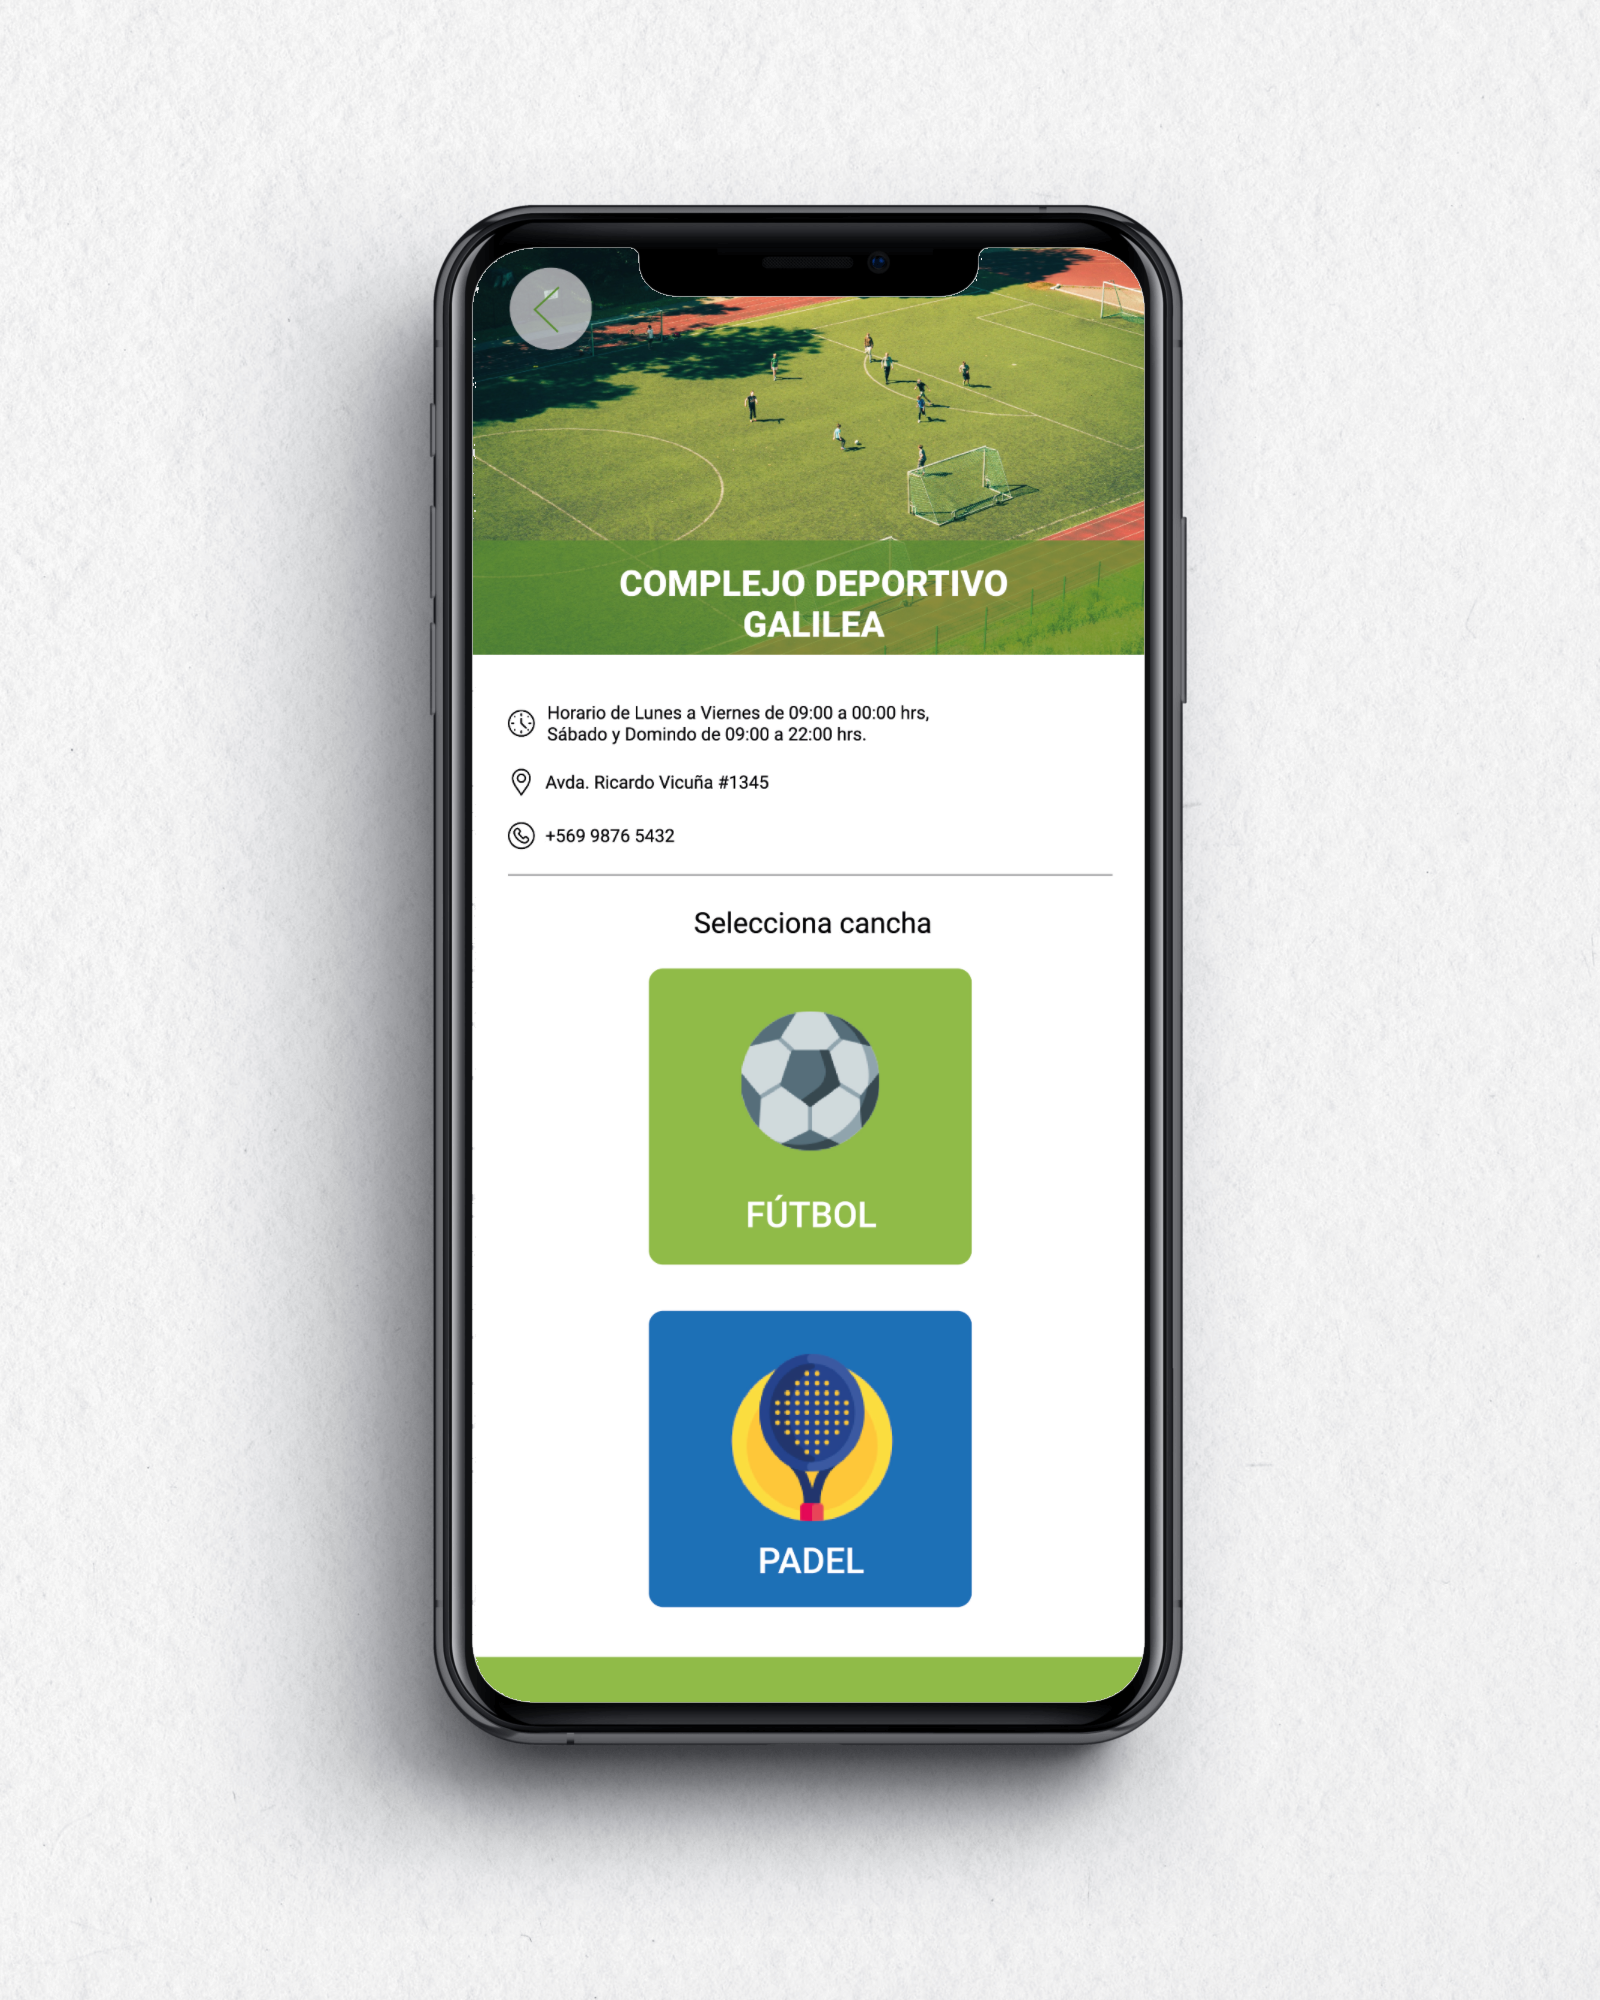 COMPLEJO DEPORTIVO
GALILEA
Horario de Lunes a Viernes de 09:00 a 00:00 hrs,
Sábado y Domindo de 09:00 a 22:00 hrs.
Avda. Ricardo Vicuña #1345
+569 9876 5432
Selecciona cancha
FÚTBOL
PADEL